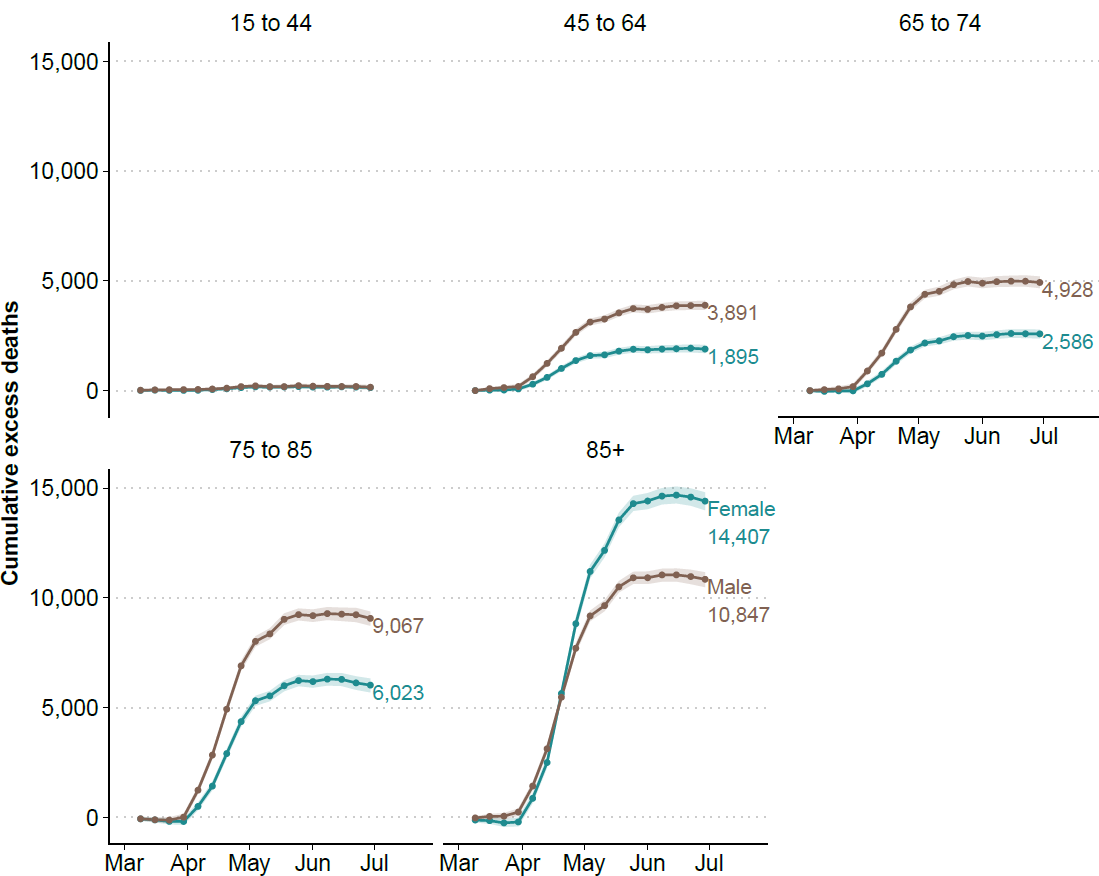 15 to 44
45 to 64
65 to 74
15,000
10,000
5,000
0
3,891
1,895
4,928
2,586
Mar Apr May Jun Jul
Cumulative excess deaths
75 to 85
85+
15,000
10,000
5,000
0
9,067
6,023
Female
14,407
Male
10,847
Mar Apr May Jun Jul
Mar Apr May Jun Jul